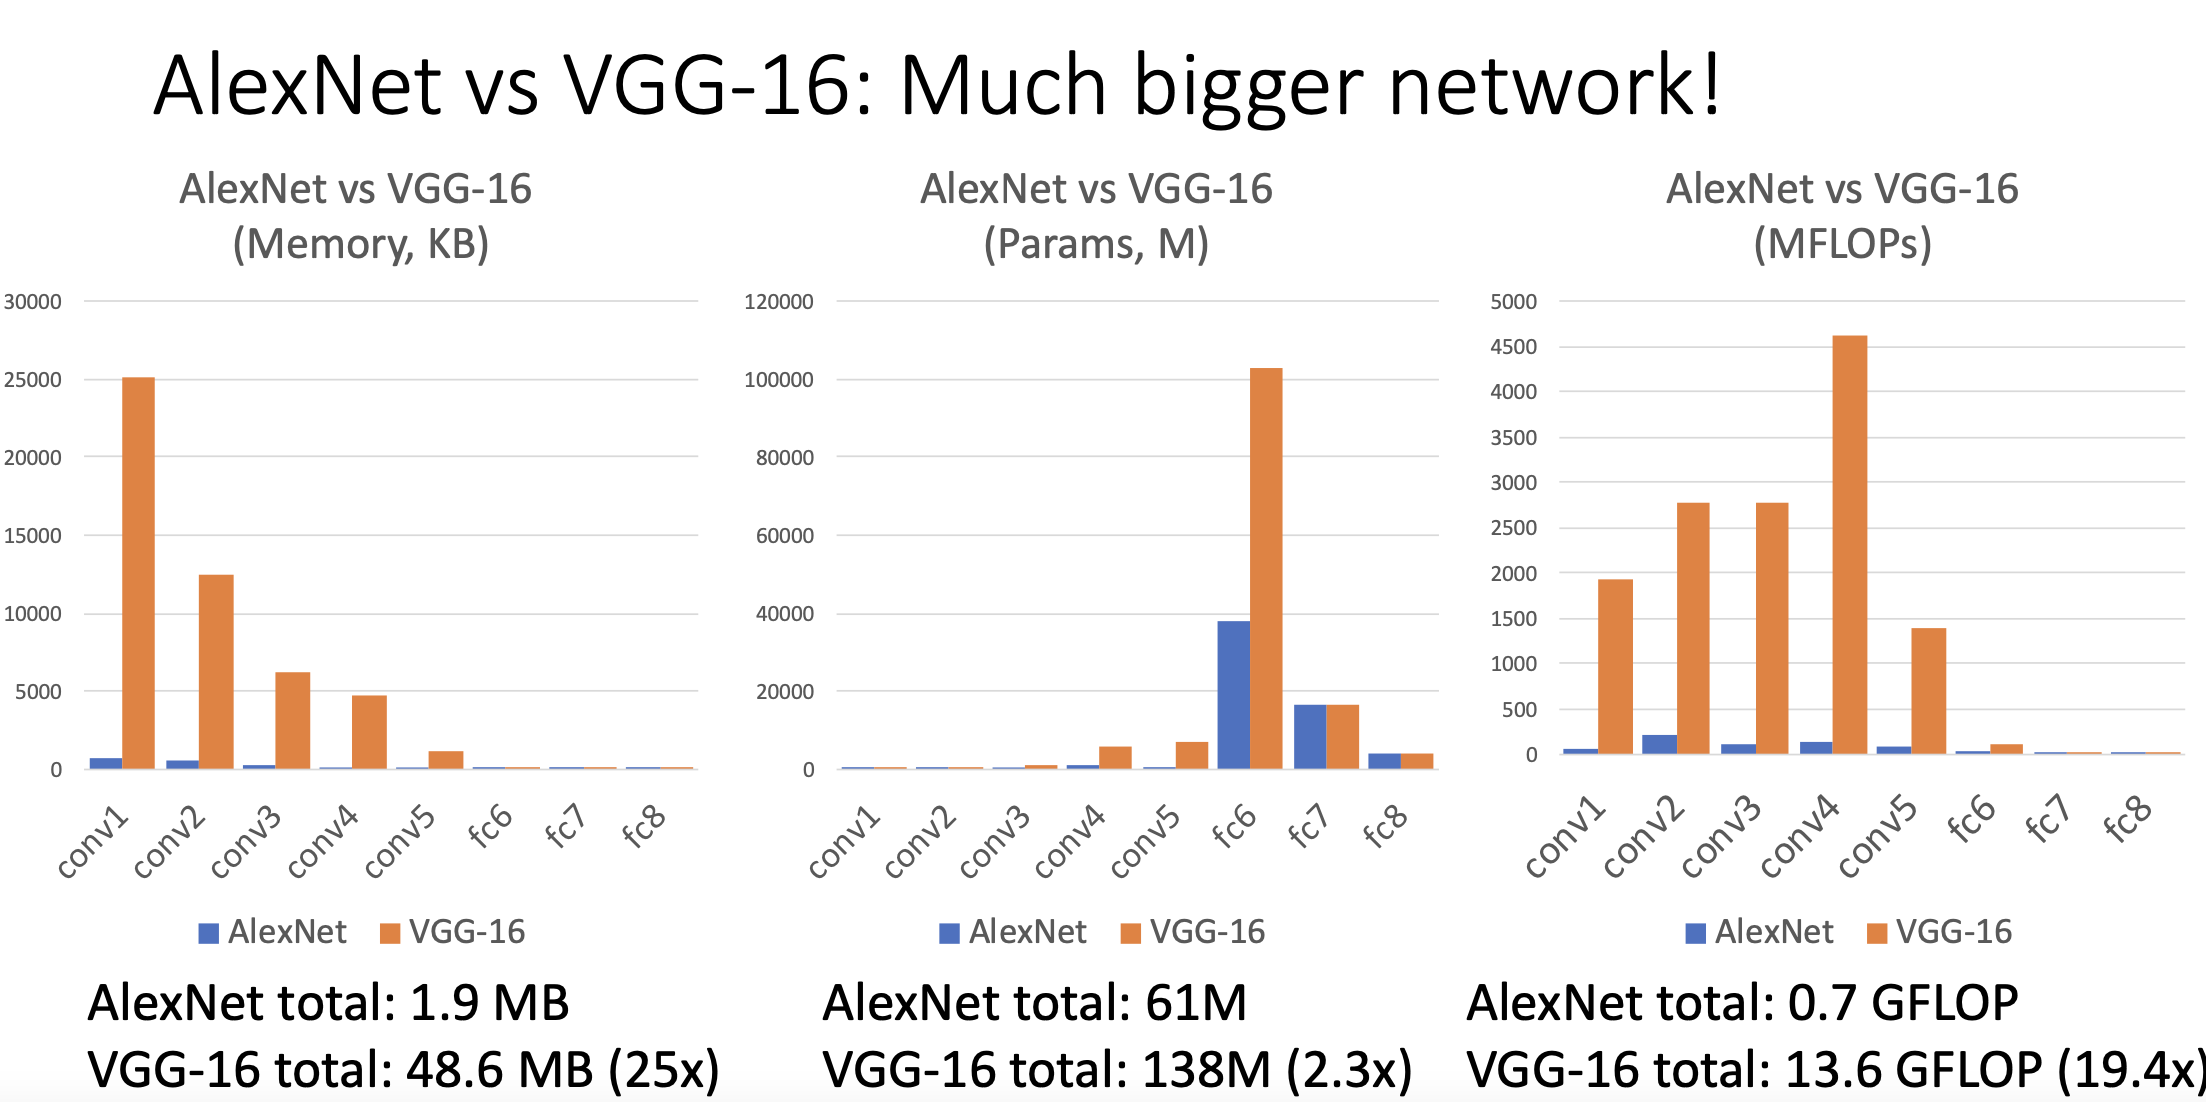 AlexNet vs VGG-16: Much bigger network!
AlexNet vs VGG-16
(Memory, KB)
30000
25000
20000
15000
10000
5000
0
conv1
conv2
conv3
conv4
conv5
fc6
fc7
fc8
AlexNet
VGG-16
AlexNet total: 1.9 MB
VGG-16 total: 48.6 MB (25x)
AlexNet vs VGG-16
(Params, M)
120000
100000
80000
60000
40000
20000
0
conv1
conv2
conv3
conv4
conv5
fc6
fc7
fc8
AlexNet
VGG-16
AlexNet total: 61M
VGG-16 total: 138M (2.3x)
AlexNet vs VGG-16
(MFLOPs)
5000
4500
4000
3500
3000
2500
2000
1500
1000
500
0
conv1
conv2
conv3
conv4
conv5
fc6
fc7
fc8
AlexNet
VGG-16
AlexNet total: 0.7 GFLOP
VGG-16 total: 13.6 GFLOP (19.4x)